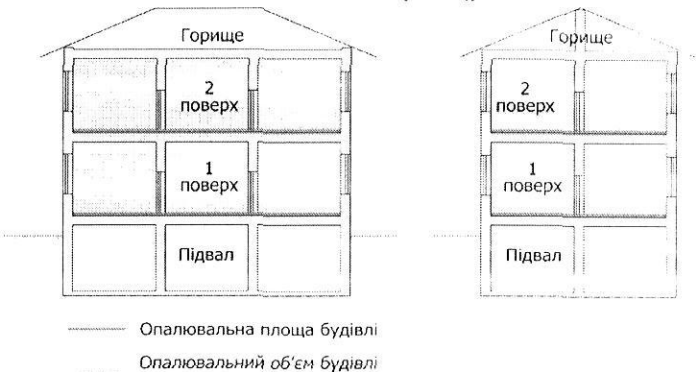 Горище
2
поверх
1
поверх
Підвал
Горище
2
поверх
1
поверх
Підвал
Опалювальна площа будівлі
Опалювальний об'єм будівлі